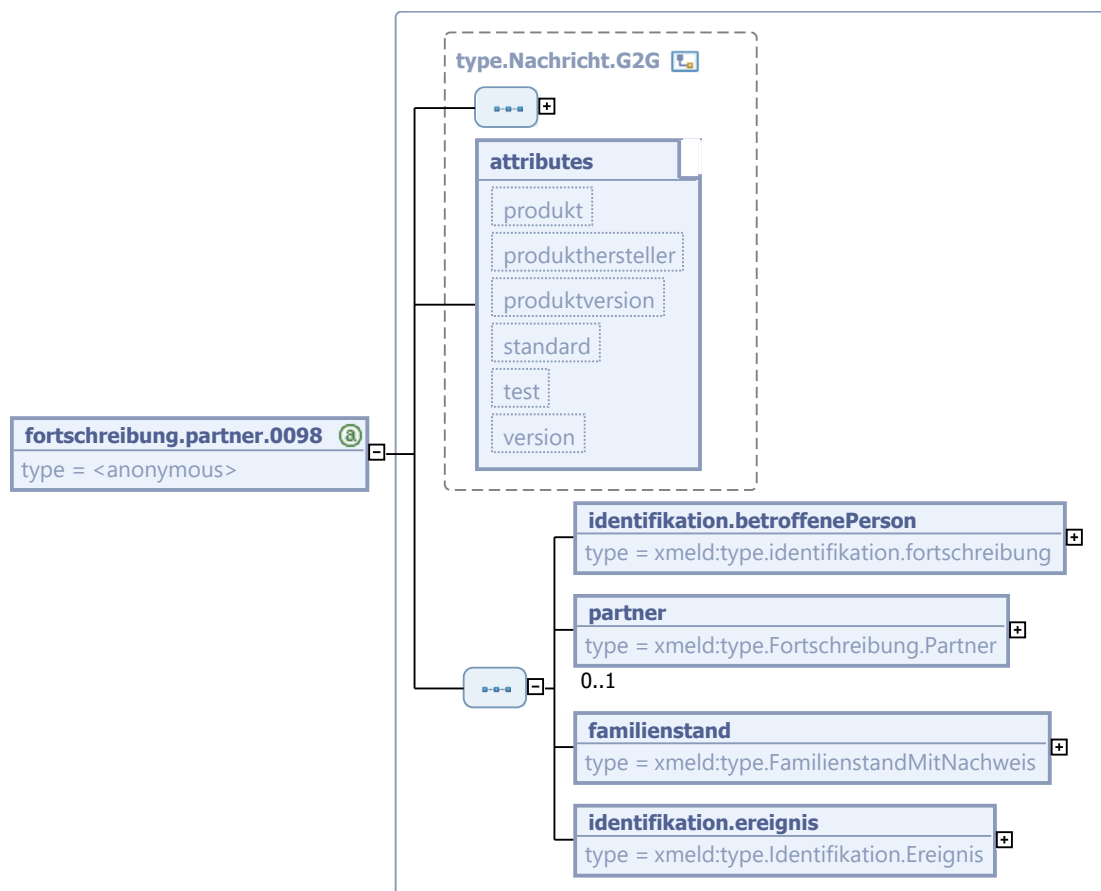 type.Nachricht.G2G
attributes
produkt
produkthersteller
produktversion
standard
test
version
fortschreibung.partner.0098
type = <anonymous>
identifikation.betroffenePerson
type = xmeld:type.identifikation.fortschreibung
partner
type = xmeld:type.Fortschreibung.Partner
0..1
familienstand
type = xmeld:type.FamilienstandMitNachweis
identifikation.ereignis
type = xmeld:type.Identifikation.Ereignis